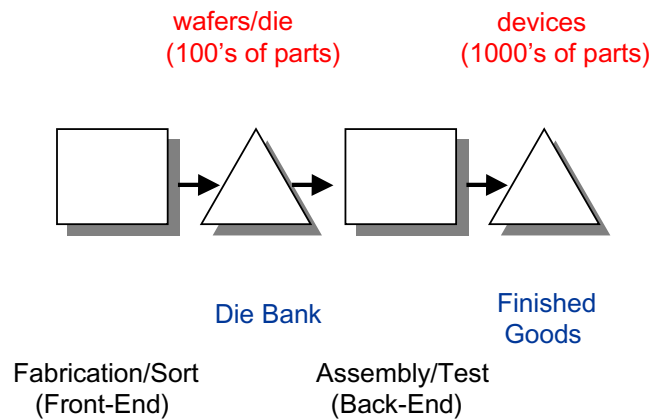 wafers/die
(100's of parts)
devices
(1000's of parts)
Die Bank
Finished
Goods
Fabrication/Sort
(Front-End)
Assembly/Test
(Back-End)